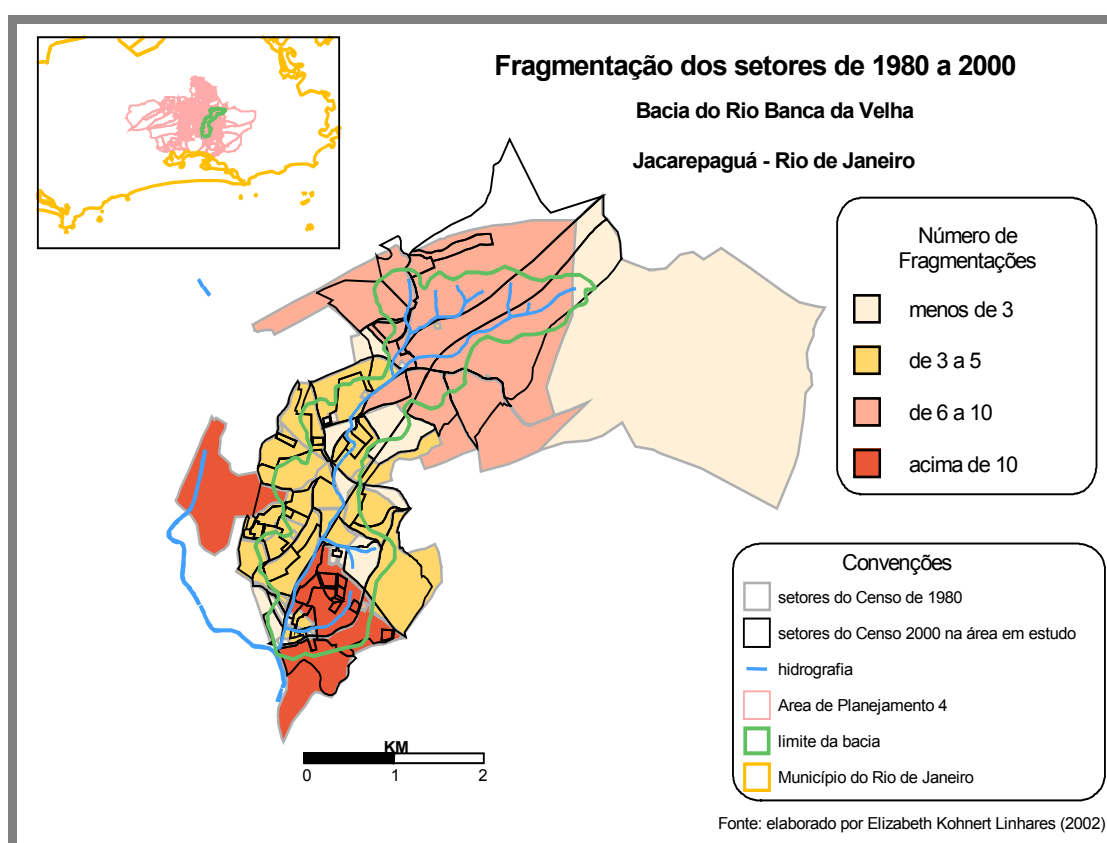 Fragmentação dos setores de 1980 a 2000
Bacia do Rio Banca da Velha
Jacarepaguá - Rio de Janeiro
Número de
Fragmentações
menos de 3
de 3 a 5
de 6 a 10
acima de 10
Convenções
setores do Censo de 1980
setores do Censo 2000 na área em estudo
hidrografia
Area de Planejamento 4
limite da bacia
Município do Rio de Janeiro
KM
0 1 2
Fonte: elaborado por Elizabeth Kohnert Linhares (2002)